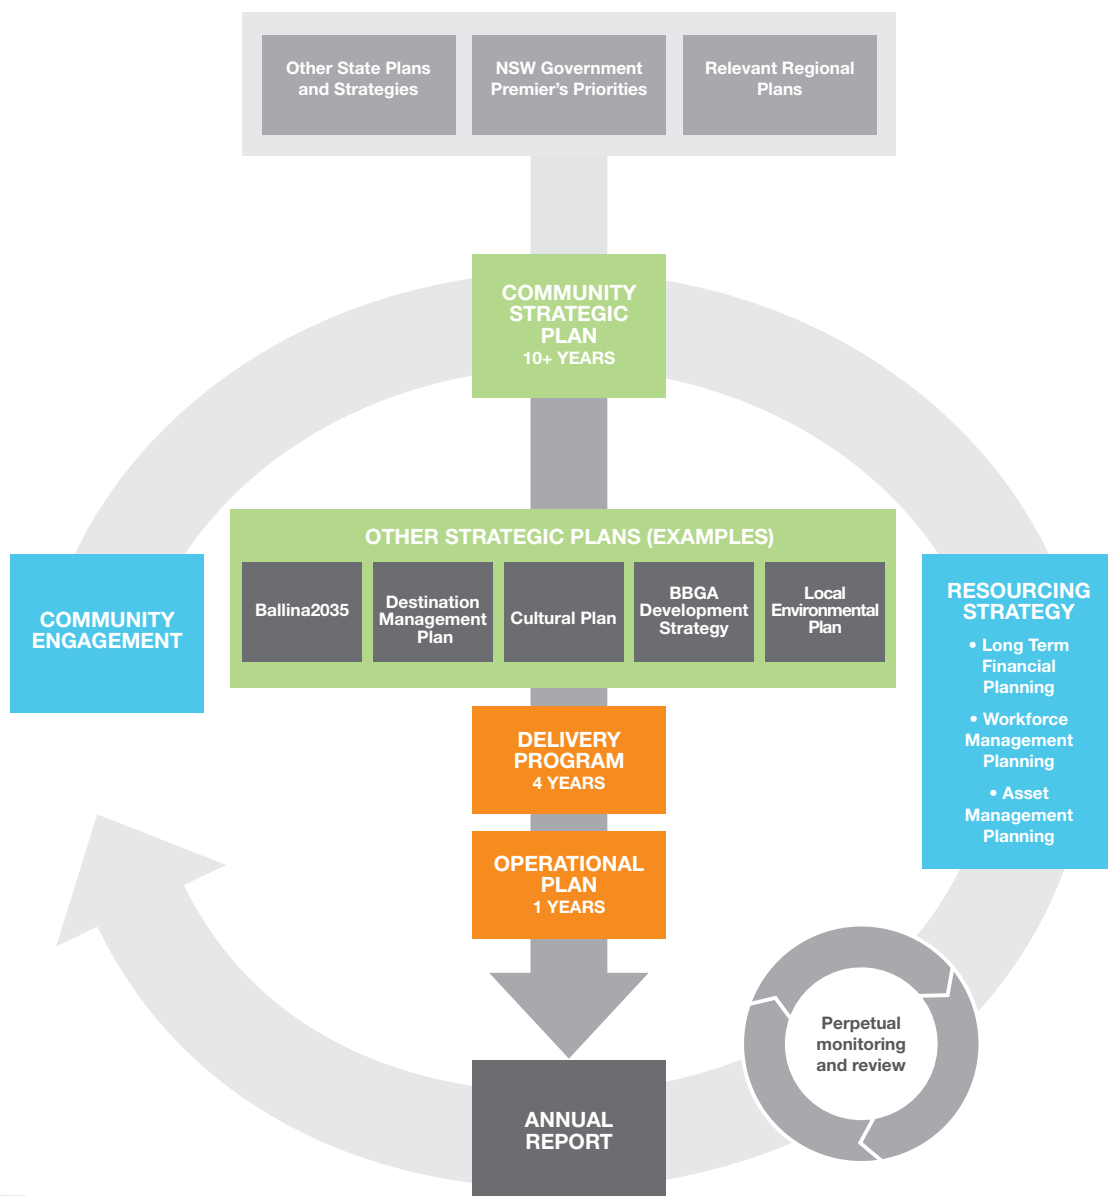 Other State Plans
and Strategies
NSW Government
Premier's Priorities
Relevant Regional
Plans
COMMUNITY
STRATEGIC
PLAN
10+ YEARS
OTHER STRATEGIC PLANS (EXAMPLES)
Ballina2035
Destination
Management
Plan
Cultural Plan
BBGA
Development
Strategy
Local
Environmental
Plan
COMMUNITY
ENGAGEMENT
RESOURCING
STRATEGY
• Long Term
Financial
Planning
• Workforce
Management
Planning
• Asset
Management
Planning
DELIVERY
PROGRAM
4 YEARS
OPERATIONAL
PLAN
1 YEARS
Perpetual
monitoring
and review
ANNUAL
REPORT